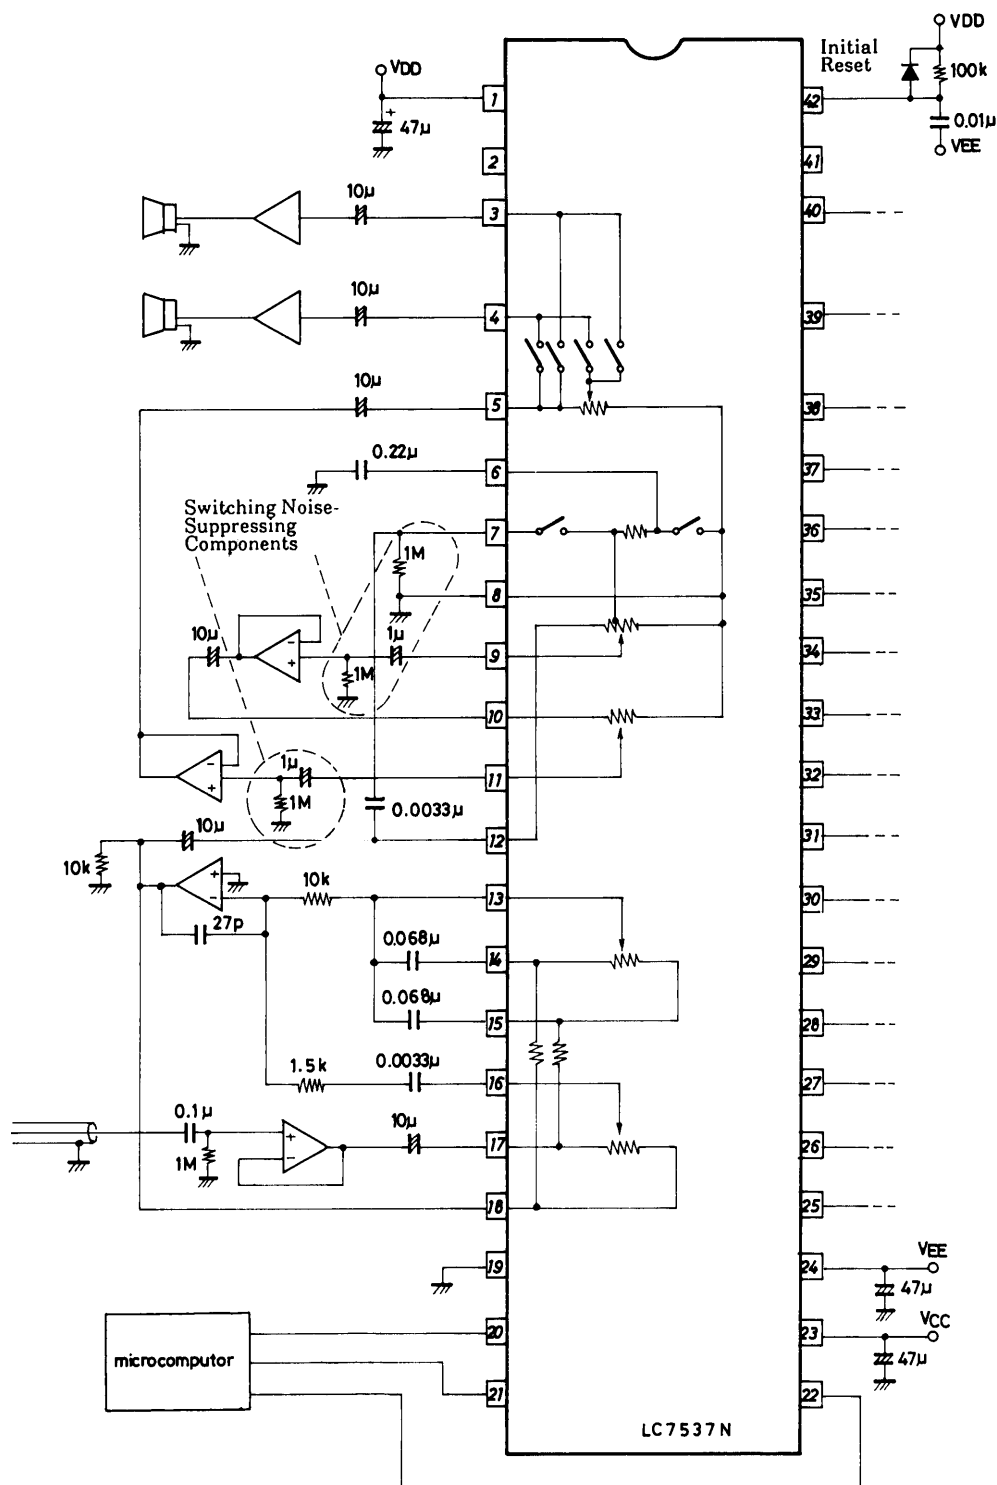 VDD
Initial
Reset
VDD
100k
1
47μ
+
42
0.01μ
VEE
2
41
10μ
3
40
10μ
4
39
10μ
5
38
0.22μ
6
37
Switching Noise-
Suppressing
Components
7
36
1M
8
35
10μ
-
+
1μ
9
34
1M
10
33
-
+
1μ
11
32
1M
0.0033μ
10μ
12
31
10k
+
-
10k
13
30
27p
0.068μ
14
29
0.068μ
15
28
1.5k
0.0033μ
16
27
0.1μ
+
-
10μ
17
26
1M
18
25
19
24
VEE
47μ
microcomputor
20
23
VCC
47μ
21
22
LC7537N